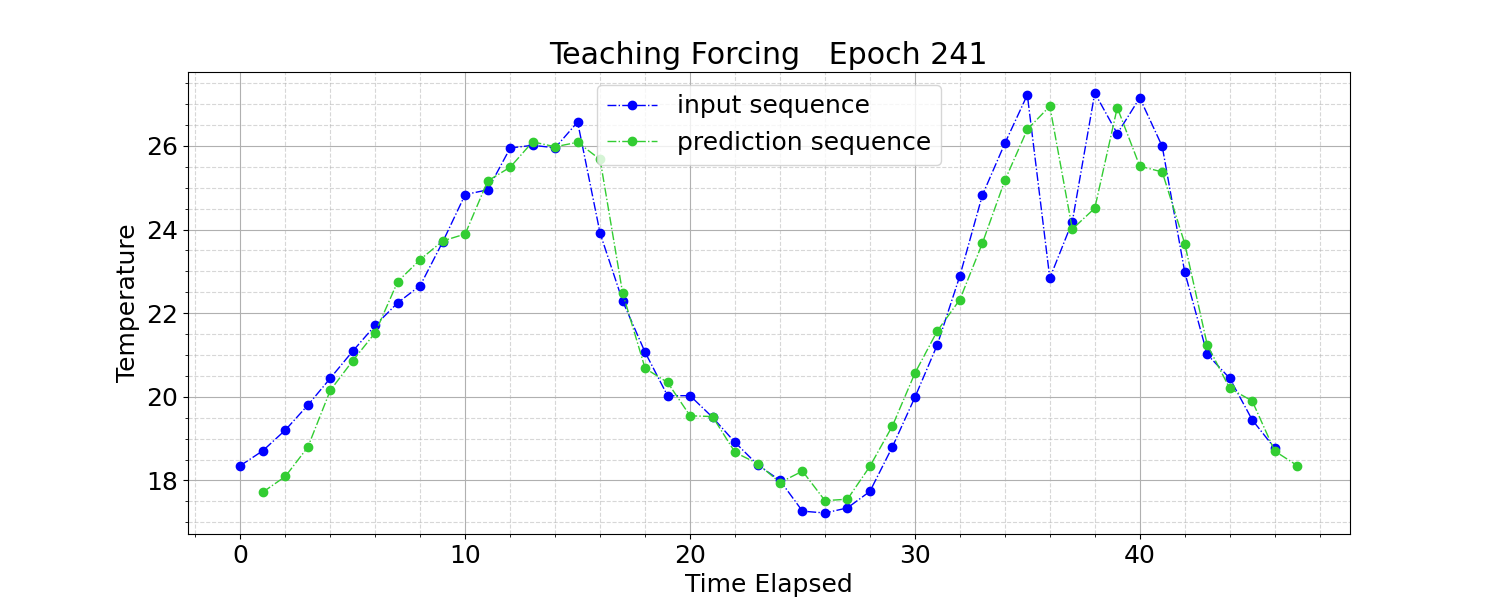 Teaching Forcing   Epoch 241
input sequence
prediction sequence
Temperature
26
24
22
20
18
0 10 20 30 40
Time Elapsed